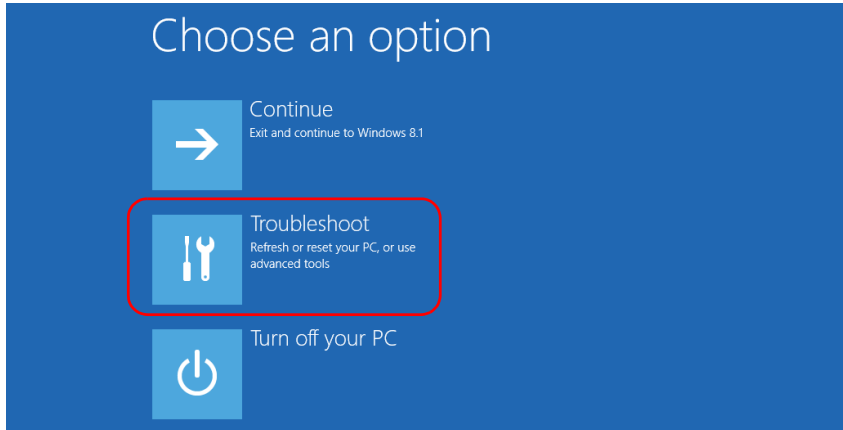 Choose an option
Continue
Exit and continue to Windows 8.1
Troubleshoot
Refresh or reset your PC, or use
advanced tools
Turn off your PC